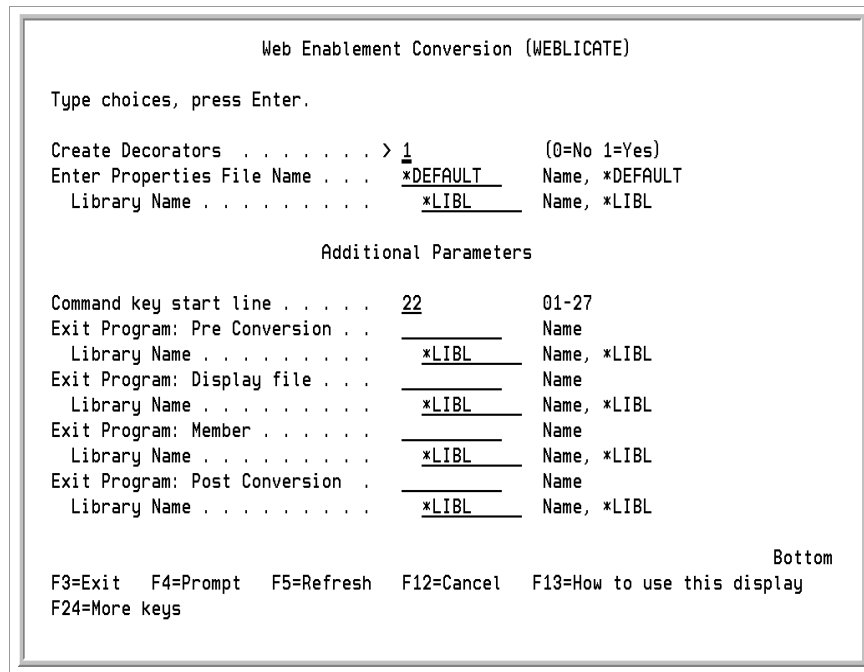 Web Enablement Conversion (WEBLICATE)
Type choices, press Enter.
Create Decorators . . . . . . . > 1 (0=No 1=Yes)
Enter Properties File Name . . . *DEFAULT Name, *DEFAULT
Library Name . . . . . . . . . *LIBL Name, *LIBL
Additional Parameters
Command key start line . . . . . 22 01-27
Exit Program: Pre Conversion . . Name
Library Name . . . . . . . . . *LIBL Name, *LIBL
Exit Program: Display file . . . Name
Library Name . . . . . . . . . *LIBL Name, *LIBL
Exit Program: Member . . . . . . Name
Library Name . . . . . . . . . *LIBL Name, *LIBL
Exit Program: Post Conversion . Name
Library Name . . . . . . . . . *LIBL Name, *LIBL
Bottom
F3=Exit F4=Prompt F5=Refresh F12=Cancel F13=How to use this display
F24=More keys